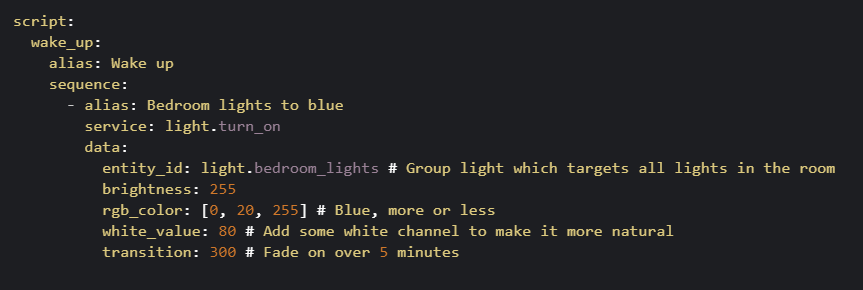 script:
  wake_up:
    alias: Wake up
    sequence:
      - alias: Bedroom lights to blue
        service: light.turn_on
        data:
          entity_id: light.bedroom_lights # Group light which targets all lights in the room
          brightness: 255
          rgb_color: [0, 20, 255] # Blue, more or less
          white_value: 80 # Add some white channel to make it more natural
          transition: 300 # Fade on over 5 minutes